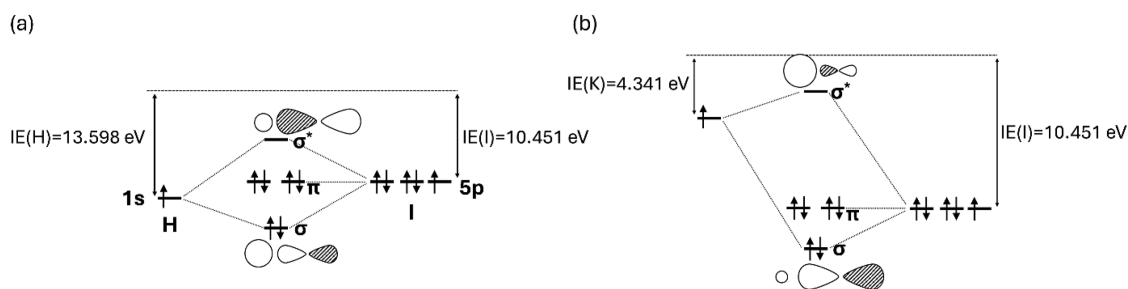 (a)
IE(H)=13.598 eV
IE(I)=10.451 eV
σ*
π
1s
5p
H
I
σ
(b)
IE(K)=4.341 eV
IE(I)=10.451 eV
σ*
π
σ